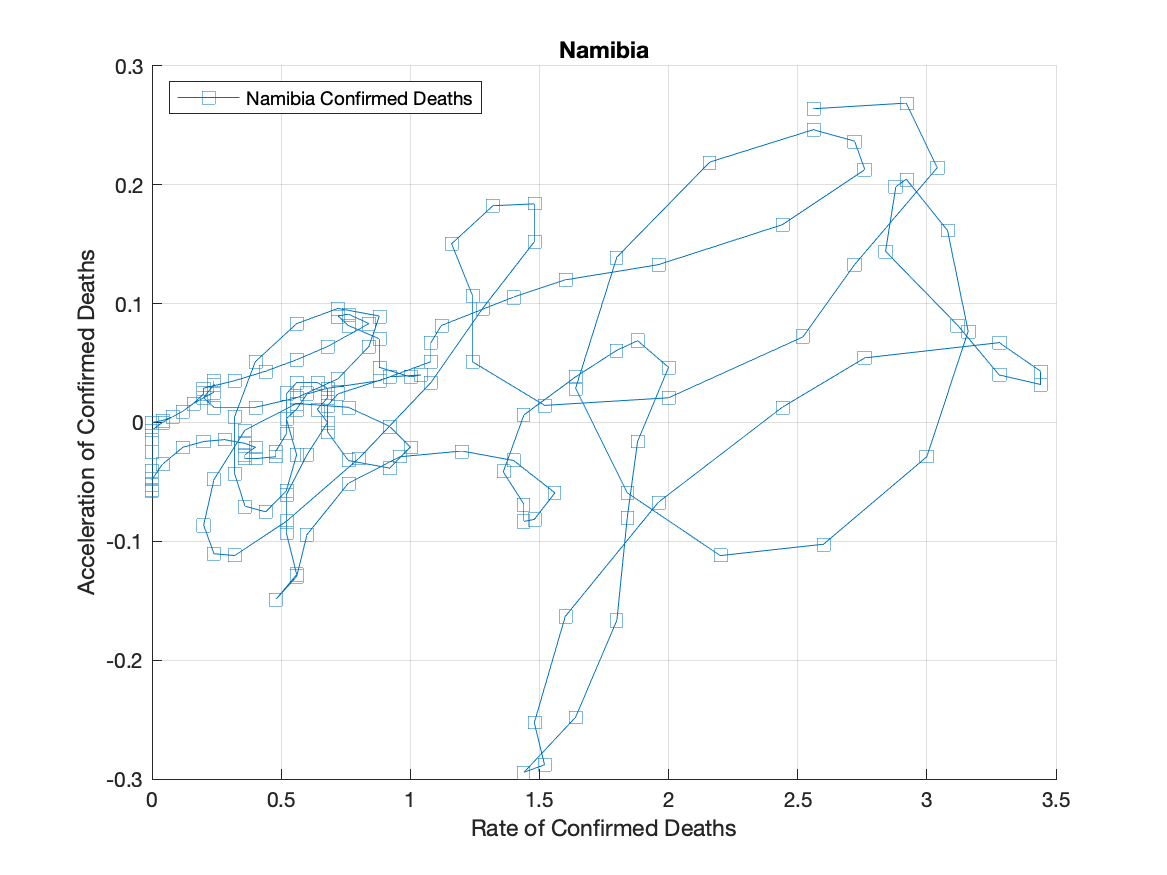 Namibia
Namibia Confirmed Deaths
0.3
0.2
0.1
0
-0.1
-0.2
-0.3
Acceleration of Confirmed Deaths
0 0.5 1 1.5 2 2.5 3 3.5
Rate of Confirmed Deaths